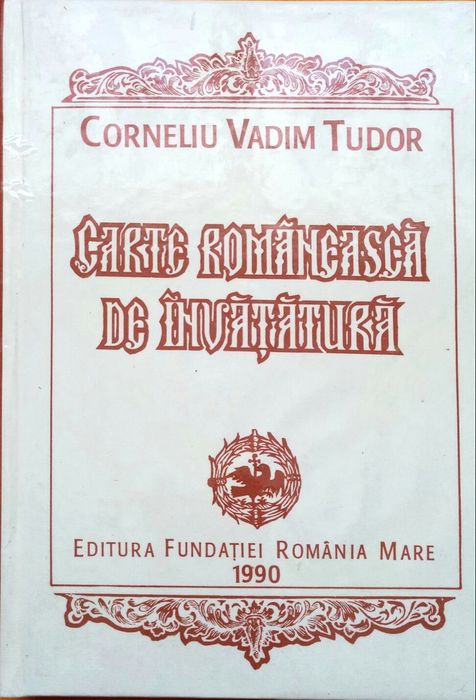 CORNELIU VADIM TUDOR
CARTE ROMÂNEASCĂ
DE ÎNVĂȚĂTURĂ
EDITURA FUNDAȚIEI ROMÂNIA MARE
1990